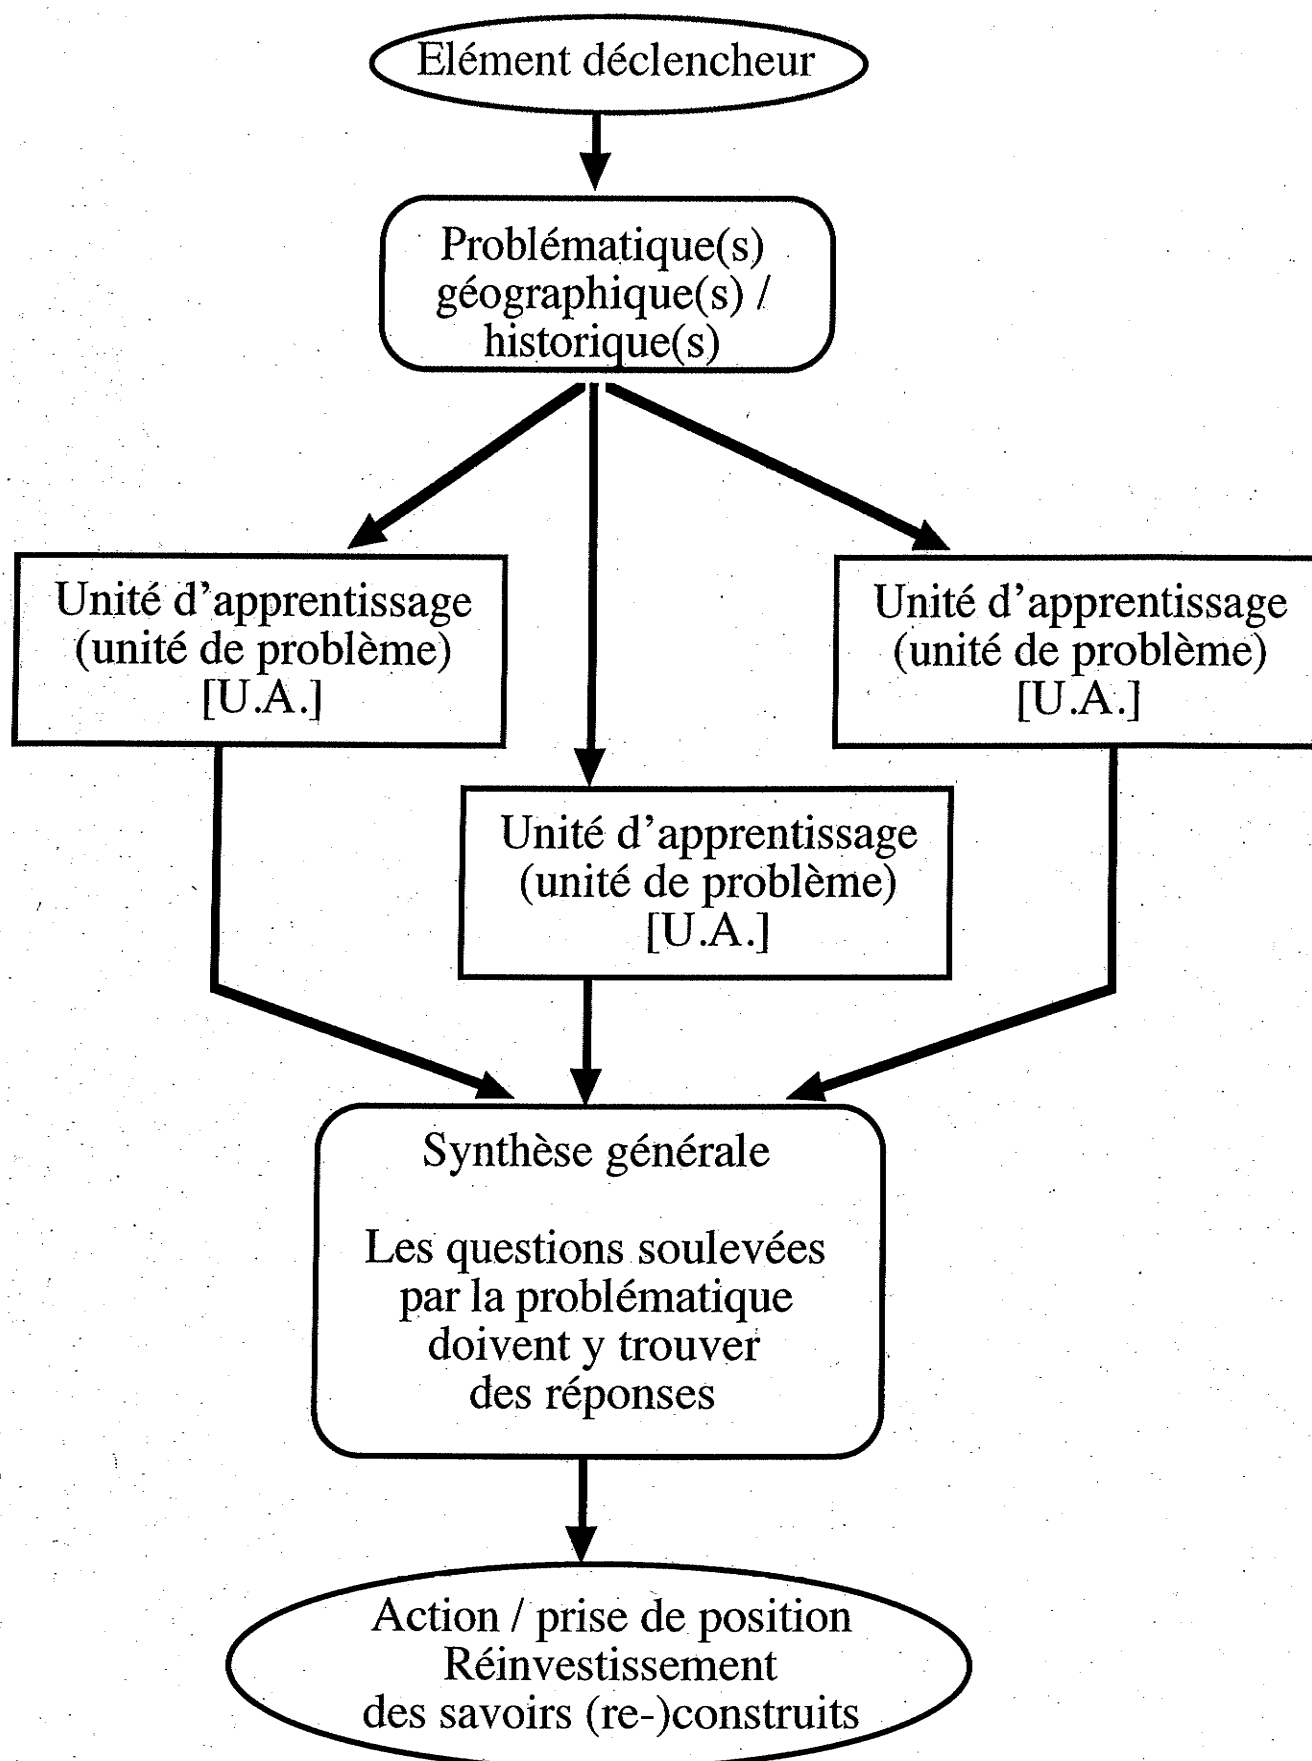 Elément déclencheur
Problématique(s)
géographique(s) /
historique(s)
Unité d'apprentissage
(unité de problème)
[U.A.]
Unité d'apprentissage
(unité de problème)
[U.A.]
Unité d'apprentissage
(unité de problème)
[U.A.]
Synthèse générale
Les questions soulevées
par la problématique
doivent y trouver
des réponses
Action / prise de position
Réinvestissement
des savoirs (re-)construits